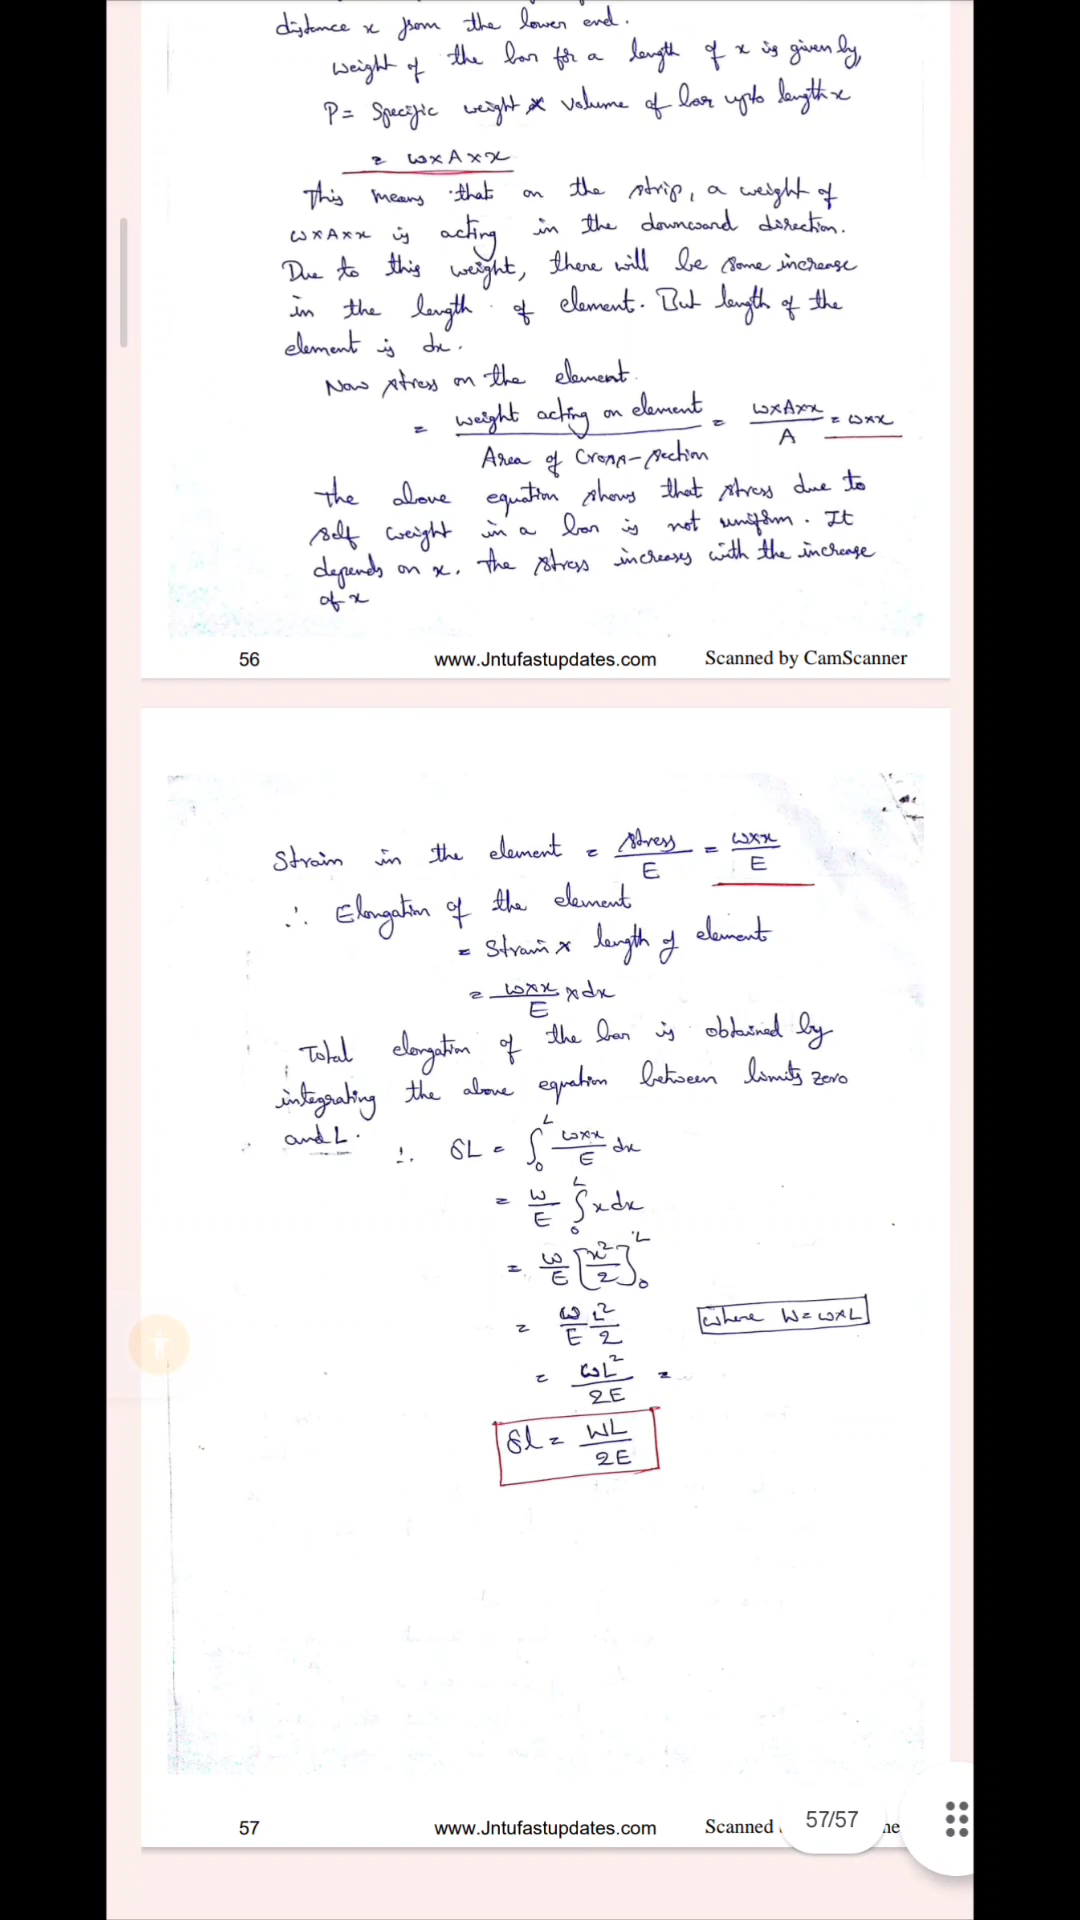 distance x from the lower end.
weight of the bar for a length of x is given by,
P = Specific weight × volume of bar upto length x
= w×A×x
This means that on the strip, a weight of
w×A×x is acting in the downward direction.
Due to this weight, there will be some increase
in the length of element. But length of the
element is dx.
Now stress on the element.
= weight acting on element / Area of Cross-section = w×A×x / A = w×x
The above equation shows that stress due to
self weight in a bar is not uniform. It
depends on x. The stress increases with the increase
of x
56 www.Jntufastupdates.com Scanned by CamScanner
Strain in the element = stress / E = w×x / E
∴ Elongation of the element
= Strain × length of element
= w×x / E × dx
Total elongation of the bar is obtained by
integrating the above equation between limits zero
and L.
∴ δL = ∫₀ᴸ w×x / E dx
= w/E ∫₀ᴸ x dx
= w/E [x²/2]₀ᴸ
= w/E L²/2 where W = w×L
= wL² / 2E =
δl = WL / 2E
57 www.Jntufastupdates.com Scanned
57/57